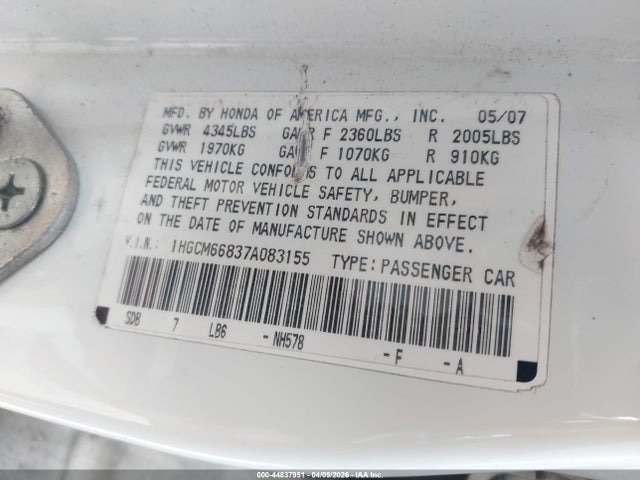 MFD. BY HONDA OF AMERICA MFG., INC. 05/07
GVWR 4345LBS GAWR F 2360LBS R 2005LBS
GVWR 1970KG GAWR F 1070KG R 910KG
THIS VEHICLE CONFORMS TO ALL APPLICABLE
FEDERAL MOTOR VEHICLE SAFETY, BUMPER,
AND THEFT PREVENTION STANDARDS IN EFFECT
ON THE DATE OF MANUFACTURE SHOWN ABOVE.
V.I.N.: 1HGCM66837A083155 TYPE: PASSENGER CAR
SDB 7 LB6 -NH578 -F -A
000-44837951 - 04/09/2026 - IAA Inc.